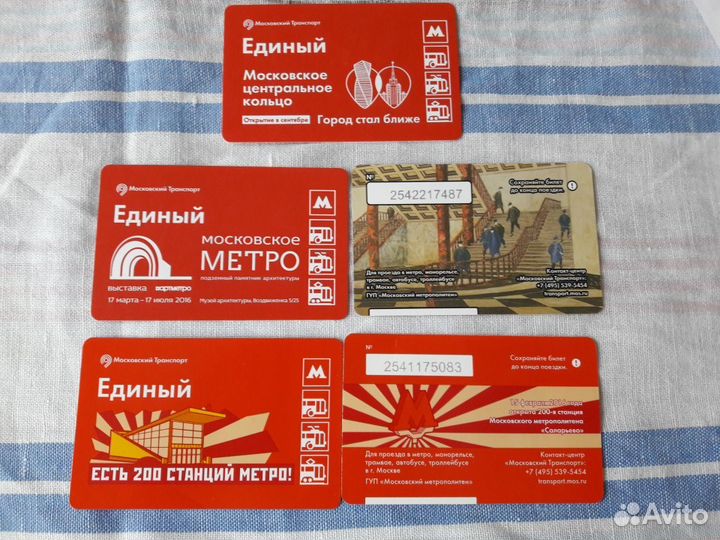 Московский Транспорт
Единый
Московское
центральное
кольцо
Открытие в сентябре
Город стал ближе
М
Московский Транспорт
Единый
МОСКОВСКОЕ
МЕТРО
подземный памятник архитектуры
выставка
артметро
17 марта – 17 июля 2016
Музей архитектуры, Воздвиженка 5/25
М
№
2542217487
Сохраняйте билет
до конца поездки.
Для проезда в метро, монорельсе,
трамвае, автобусе, троллейбусе
в г. Москве
ГУП «Московский метрополитен»
Контакт-центр
«Московский Транспорт»:
+7 (495) 539-5454
transport.mos.ru
Московский Транспорт
Единый
ЕСТЬ 200 СТАНЦИЙ МЕТРО!
М
№
2541175083
Сохраняйте билет
до конца поездки.
М
15 февраля 2016 года
открыта 200-я станция
Московского метрополитена
«Саларьево»
Для проезда в метро, монорельсе,
трамвае, автобусе, троллейбусе
в г. Москве
ГУП «Московский метрополитен»
Контакт-центр
«Московский Транспорт»:
+7 (495) 539-5454
transport.mos.ru
Avito